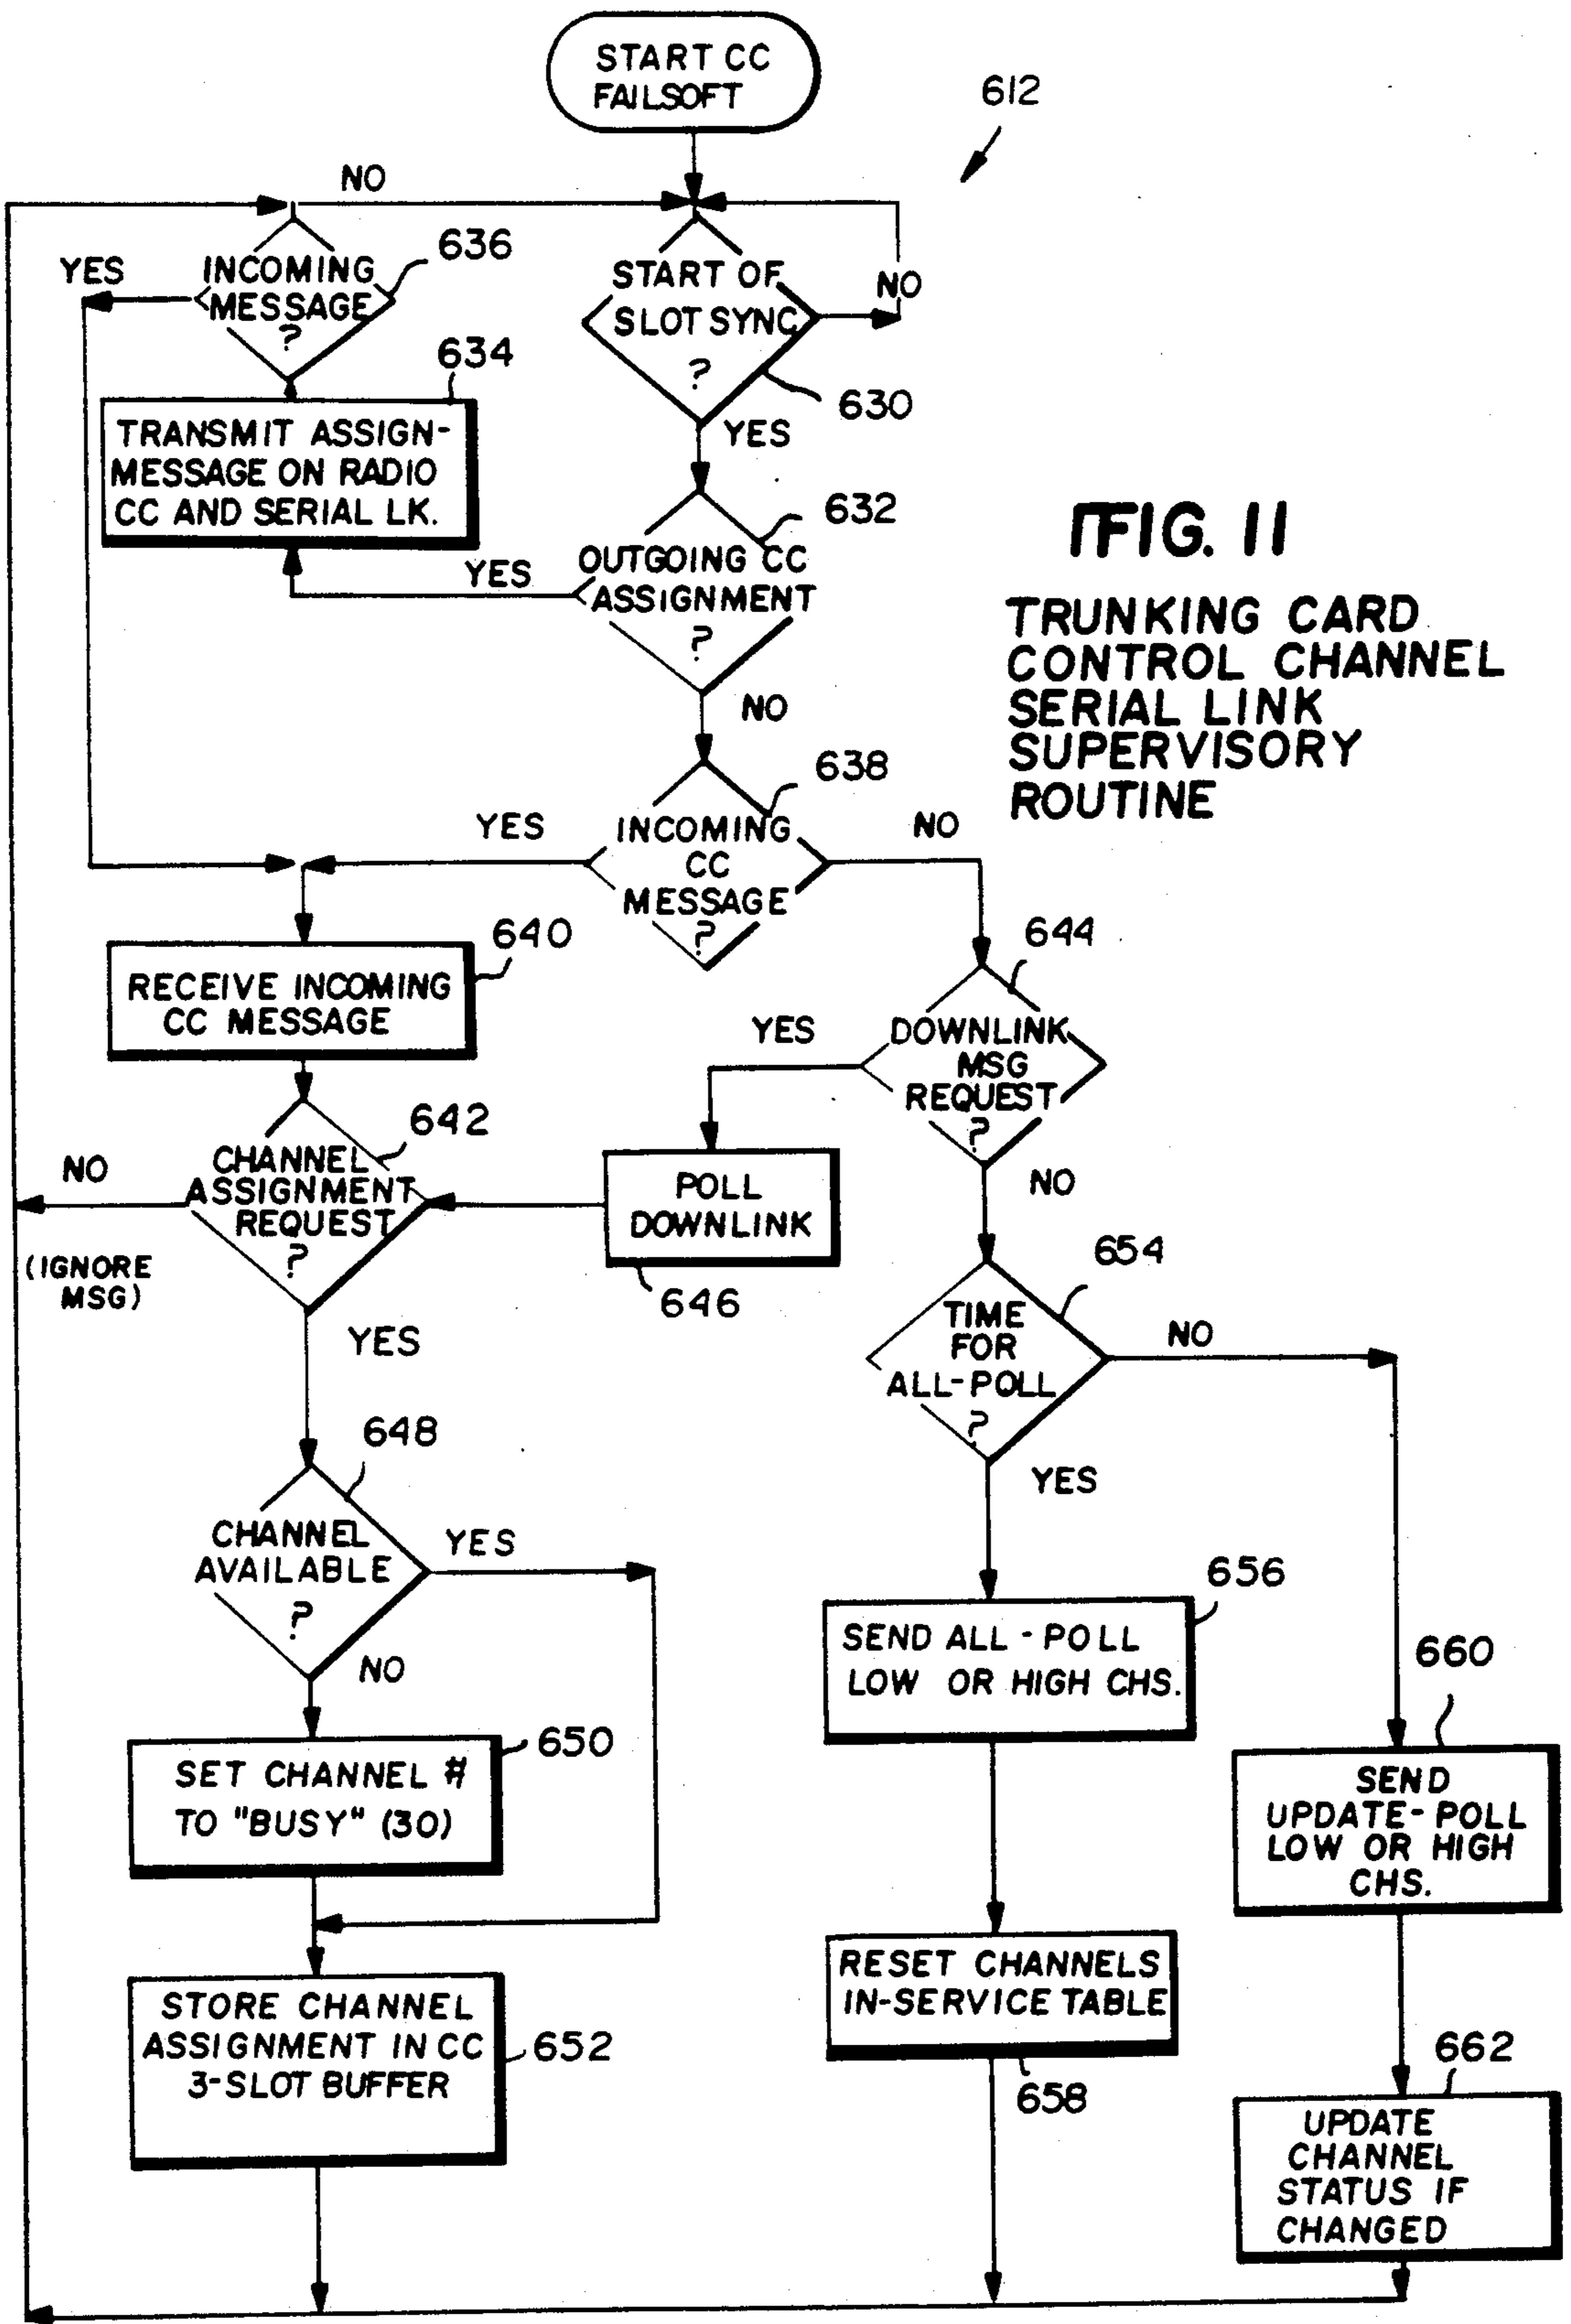 START CC
FAILSOFT
612
NO
636
YES
INCOMING
MESSAGE
?
START OF
SLOT SYNC
?
NO
630
YES
634
TRANSMIT ASSIGN-
MESSAGE ON RADIO
CC AND SERIAL LK.
632
OUTGOING CC
ASSIGNMENT
?
YES
NO
FIG. 11
TRUNKING CARD
CONTROL CHANNEL
SERIAL LINK
SUPERVISORY
ROUTINE
638
INCOMING
CC
MESSAGE
?
YES
NO
640
RECEIVE INCOMING
CC MESSAGE
644
DOWNLINK
MSG
REQUEST
?
YES
NO
642
CHANNEL
ASSIGNMENT
REQUEST
?
NO
(IGNORE
MSG)
YES
POLL
DOWNLINK
646
654
TIME
FOR
ALL-POLL
?
NO
YES
648
CHANNEL
AVAILABLE
?
YES
NO
656
SEND ALL-POLL
LOW OR HIGH CHS.
660
SEND
UPDATE-POLL
LOW OR HIGH
CHS.
650
SET CHANNEL #
TO "BUSY" (30)
652
STORE CHANNEL
ASSIGNMENT IN CC
3-SLOT BUFFER
RESET CHANNELS
IN-SERVICE TABLE
658
662
UPDATE
CHANNEL
STATUS IF
CHANGED